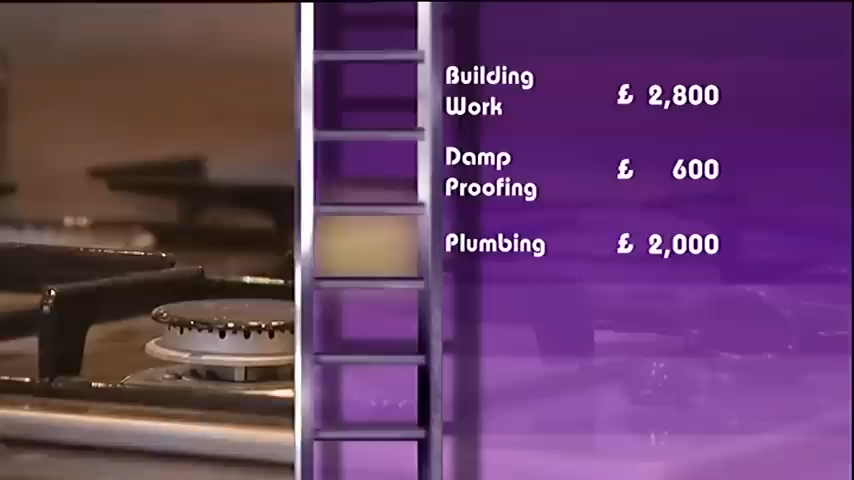 Building
Work £ 2,800
Damp
Proofing £ 600
Plumbing £ 2,000